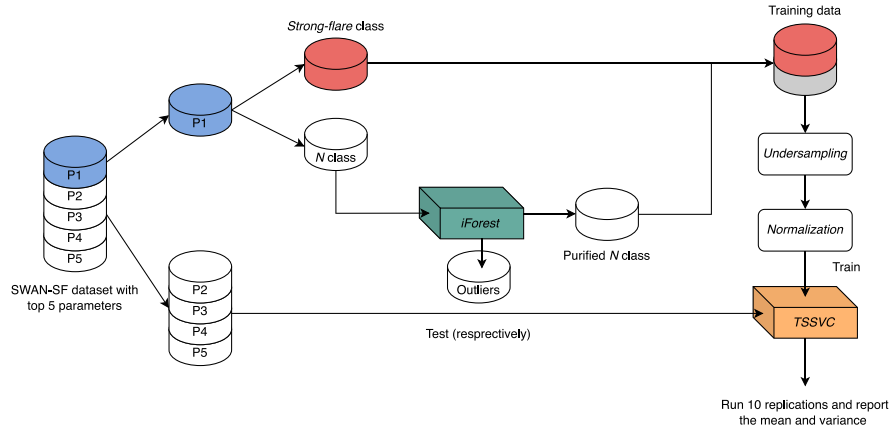 Strong-flare class
Training data
P1
N class
Undersampling
P1
P2
P3
P4
P5
iForest
Normalization
Purified N class
SWAN-SF dataset with
top 5 parameters
Outliers
Train
P2
P3
P4
P5
Test (resprectively)
TSSVC
Run 10 replications and report
the mean and variance